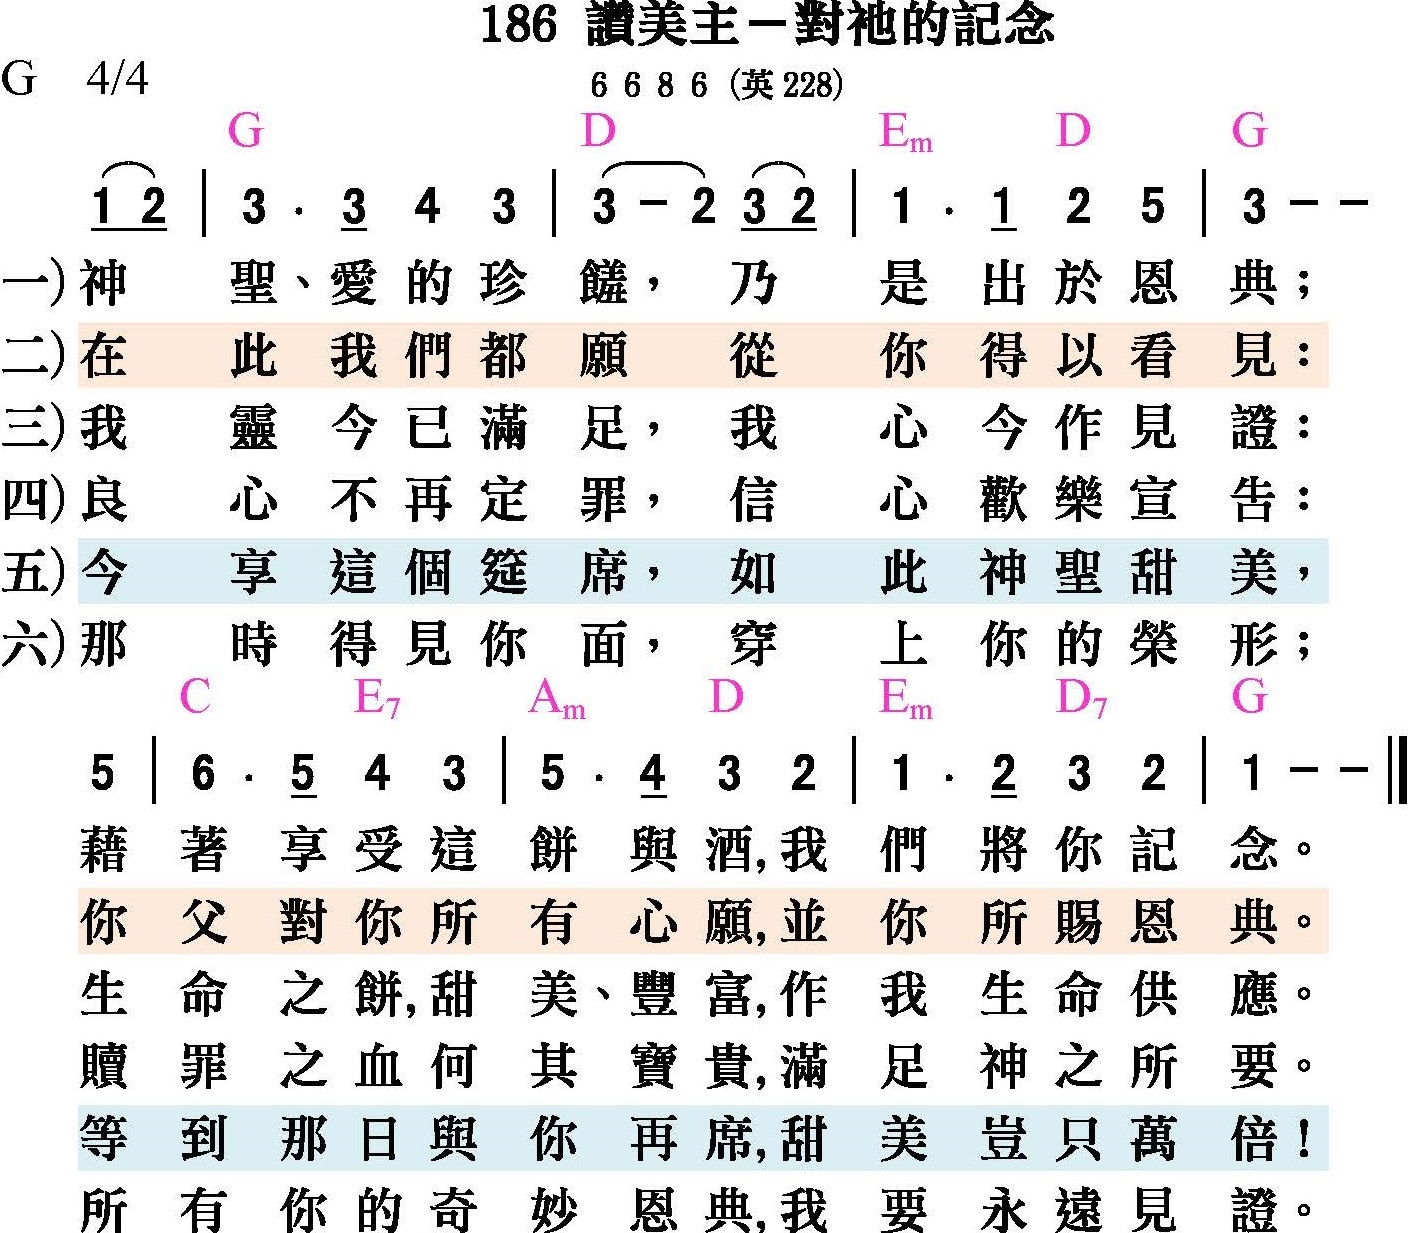 186 讚美主－對祂的記念
G 4/4 6 6 8 6 (英228)
G D Em D G
1 2 | 3 . 3 4 3 | 3 – 2 3 2 | 1 . 1 2 5 | 3 – –
一)神聖、愛的珍饈，乃是出於恩典；
二)在此我們都願從你得以看見：
三)我靈今已滿足，我心今作見證：
四)良心不再定罪，信心歡樂宣告：
五)今享這個筵席，如此神聖甜美，
六)那時得見你面，穿上你的榮形；
C E7 Am D Em D7 G
5 | 6 . 5 4 3 | 5 . 4 3 2 | 1 . 2 3 2 | 1 – – ‖
藉著享受這餅與酒,我們將你記念。
你父對你所有心願,並你所賜恩典。
生命之餅,甜美、豐富,作我生命供應。
贖罪之血何其寶貴,滿足神之所要。
等到那日與你再席,甜美豈只萬倍！
所有你的奇妙恩典,我要永遠見證。